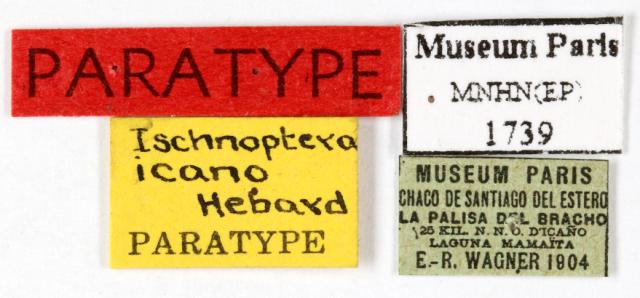 PARATYPE
Ischnoptera
icano
Hebard
PARATYPE
Museum Paris
MNHN(EP)
1739
MUSEUM PARIS
CHACO DE SANTIAGO DEL ESTERO
LA PALISA DEL BRACHO
25 KIL. N. N. O. D'ICAÑO
LAGUNA MAMAÏTA
E.-R. WAGNER 1904